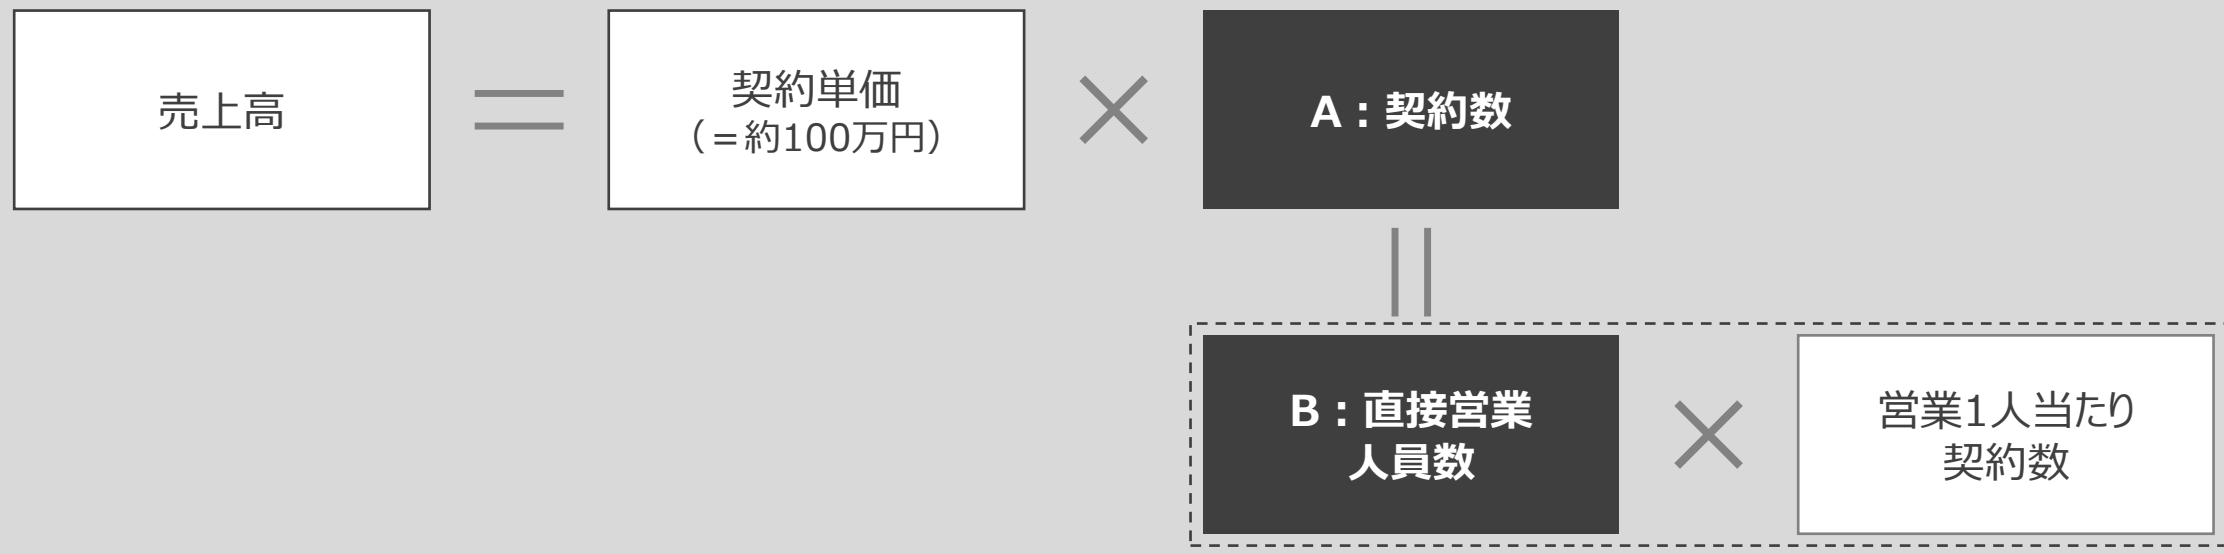 売上高
契約単価
（＝約100万円）
A：契約数
B：直接営業
人員数
営業1人当たり
契約数